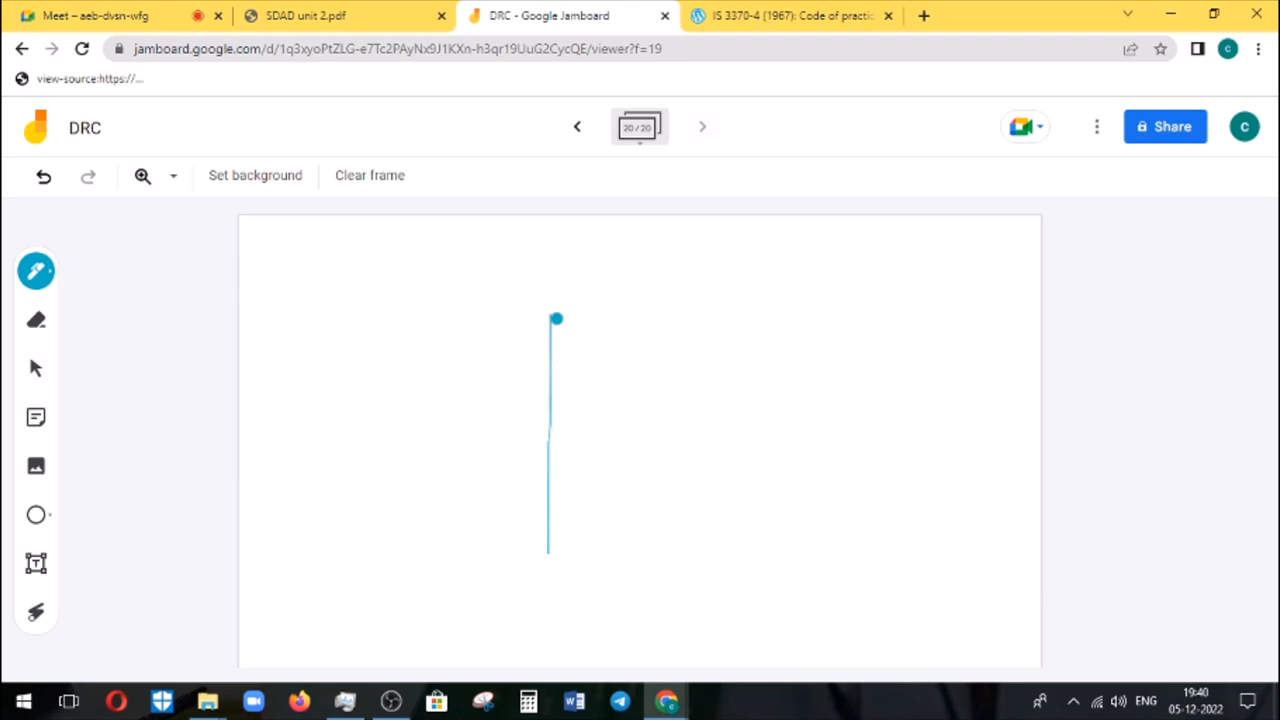 Meet – aeb-dvsn-wfg
SDAD unit 2.pdf
DRC - Google Jamboard
IS 3370-4 (1967): Code of practic
jamboard.google.com/d/1q3xyoPtZLG-e7Tc2PAyNx9J1KXn-h3qr19UuG2CycQE/viewer?f=19
C
view-source:https://...
DRC
20 / 20
Share
C
Set background
Clear frame
T
ENG
19:40
05-12-2022